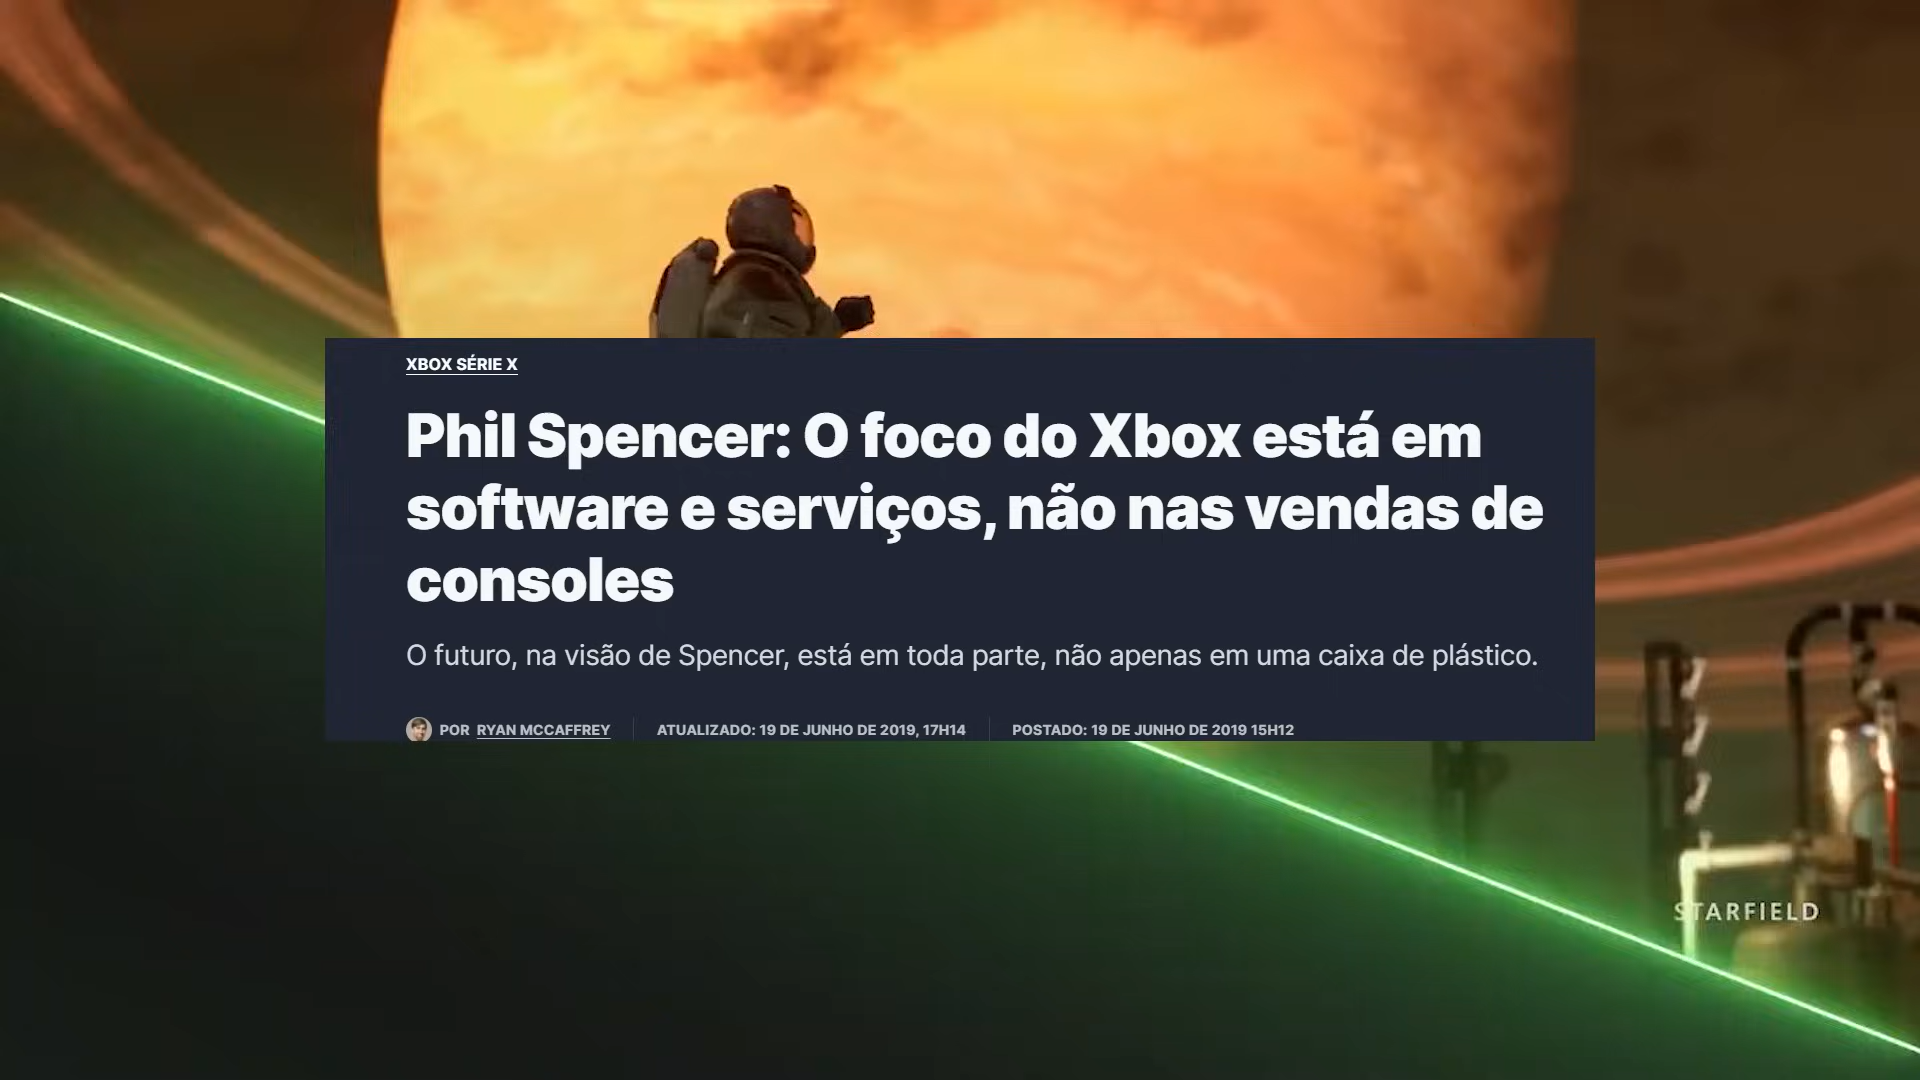 XBOX SÉRIE X
Phil Spencer: O foco do Xbox está em
software e serviços, não nas vendas de
consoles
O futuro, na visão de Spencer, está em toda parte, não apenas em uma caixa de plástico.
POR RYAN MCCAFFREY ATUALIZADO: 19 DE JUNHO DE 2019, 17H14 POSTADO: 19 DE JUNHO DE 2019 15H12
STARFIELD